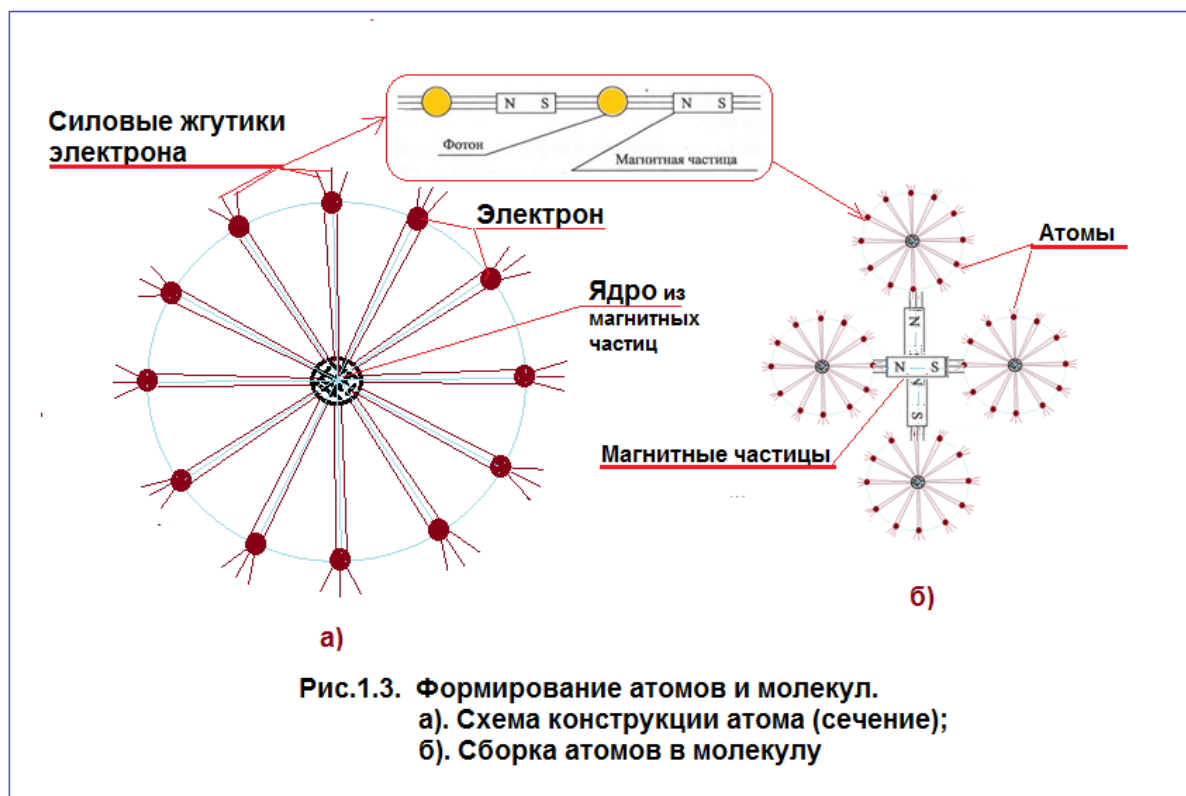 N S
N S
Фотон
Магнитная частица
Силовые жгутики
электрона
Электрон
Ядро из
магнитных
частиц
Атомы
N
N S
N
S
Магнитные частицы
а)
б)
Рис.1.3. Формирование атомов и молекул.
а). Схема конструкции атома (сечение);
б). Сборка атомов в молекулу